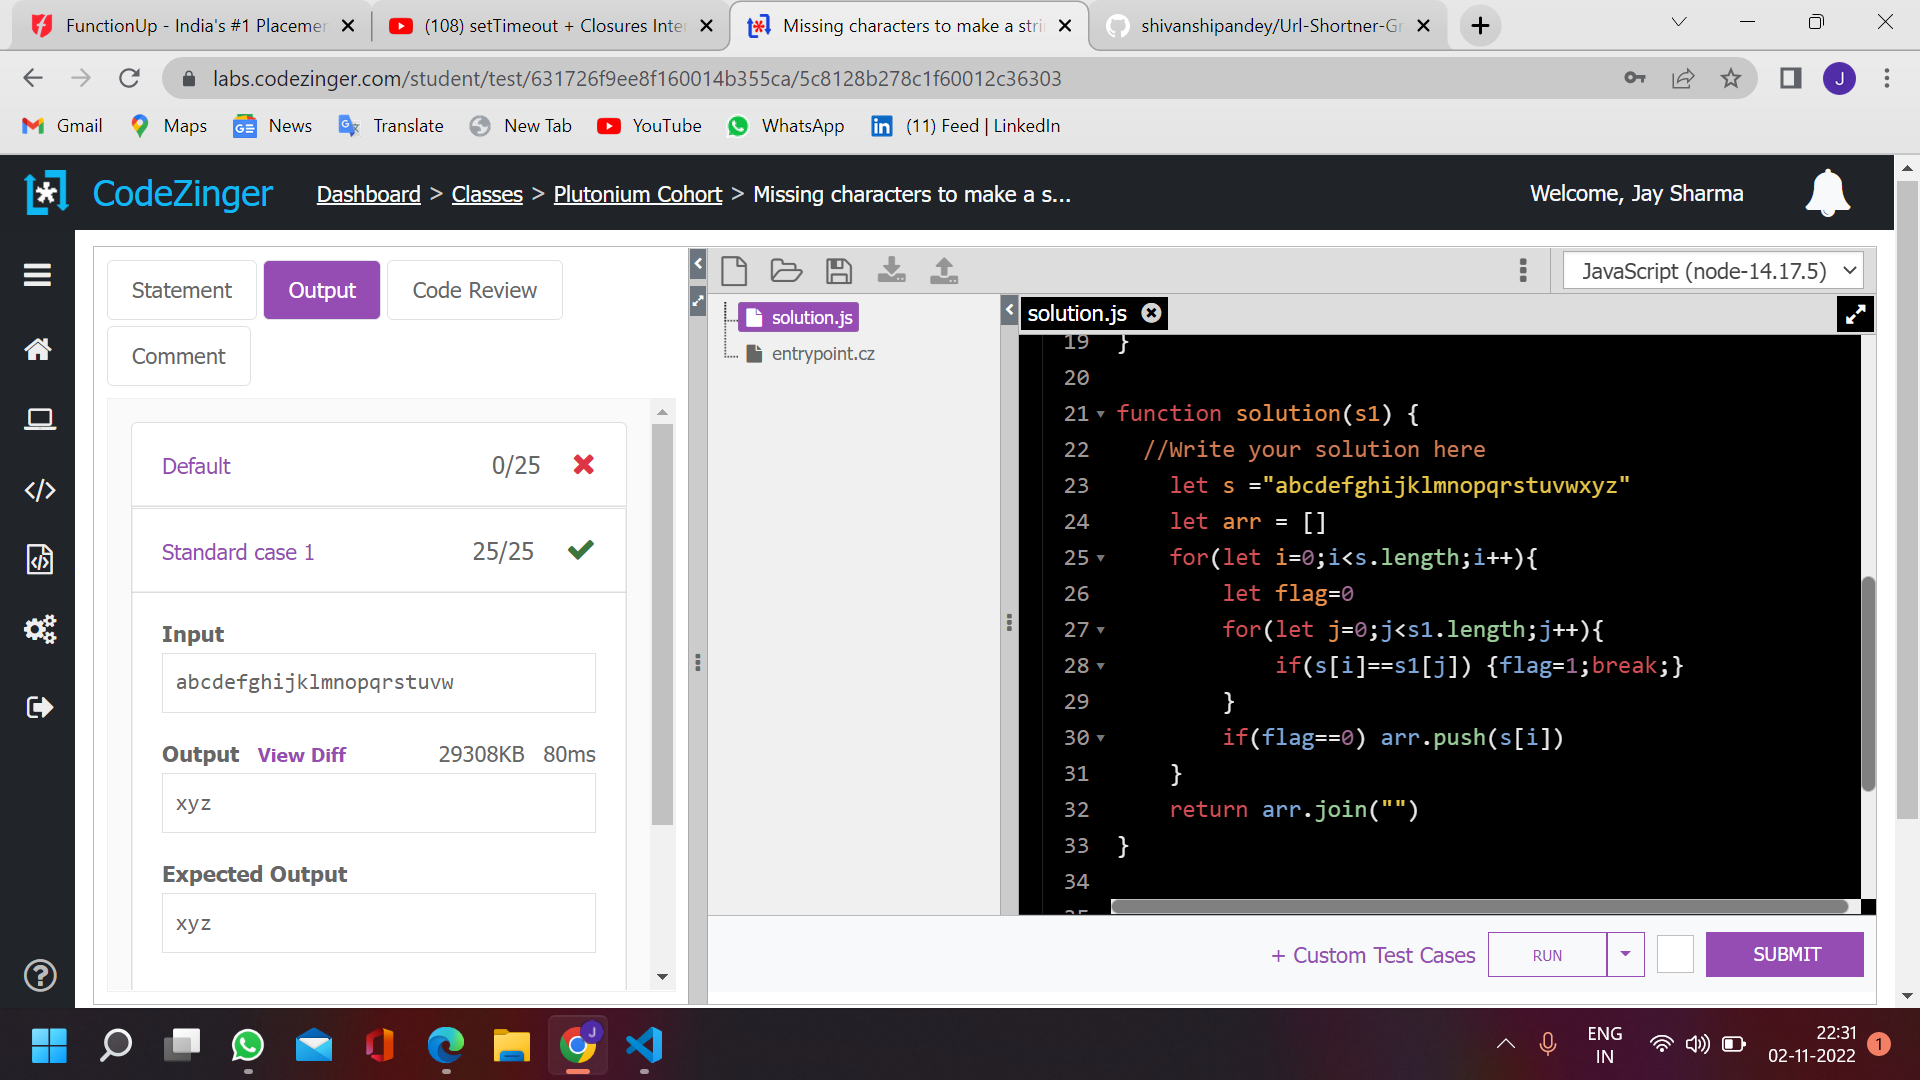 FunctionUp - India's #1 Placemer
(108) setTimeout + Closures Inter
Missing characters to make a stri
shivanshipandey/Url-Shortner-Gr
labs.codezinger.com/student/test/631726f9ee8f160014b355ca/5c8128b278c1f60012c36303
J
Gmail
Maps
News
Translate
New Tab
YouTube
WhatsApp
(11) Feed | LinkedIn
CodeZinger
Dashboard > Classes > Plutonium Cohort > Missing characters to make a s...
Welcome, Jay Sharma
Statement
Output
Code Review
Comment
Default 0/25
Standard case 1 25/25
Input
abcdefghijklmnopqrstuvw
Output View Diff 29308KB 80ms
xyz
Expected Output
xyz
JavaScript (node-14.17.5)
solution.js
entrypoint.cz
solution.js
19 }
20
21 function solution(s1) {
22 //Write your solution here
23 let s ="abcdefghijklmnopqrstuvwxyz"
24 let arr = []
25 for(let i=0;i<s.length;i++){
26 let flag=0
27 for(let j=0;j<s1.length;j++){
28 if(s[i]==s1[j]) {flag=1;break;}
29 }
30 if(flag==0) arr.push(s[i])
31 }
32 return arr.join("")
33 }
34
+ Custom Test Cases
RUN
SUBMIT
J
ENG
IN
22:31
02-11-2022
1